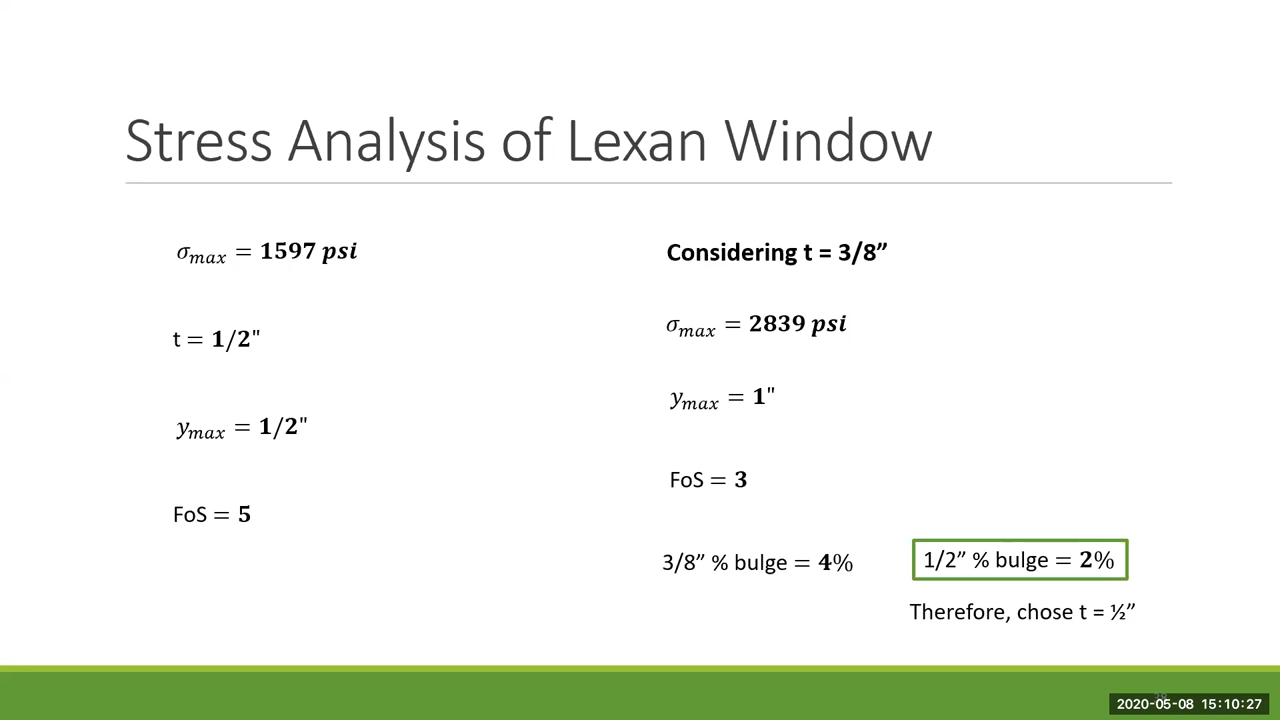 Stress Analysis of Lexan Window
σmax = 1597 psi
t = 1/2"
ymax = 1/2"
FoS = 5
Considering t = 3/8”
σmax = 2839 psi
ymax = 1"
FoS = 3
3/8” % bulge = 4%
1/2” % bulge = 2%
Therefore, chose t = ½”
2020-05-08 15:10:27